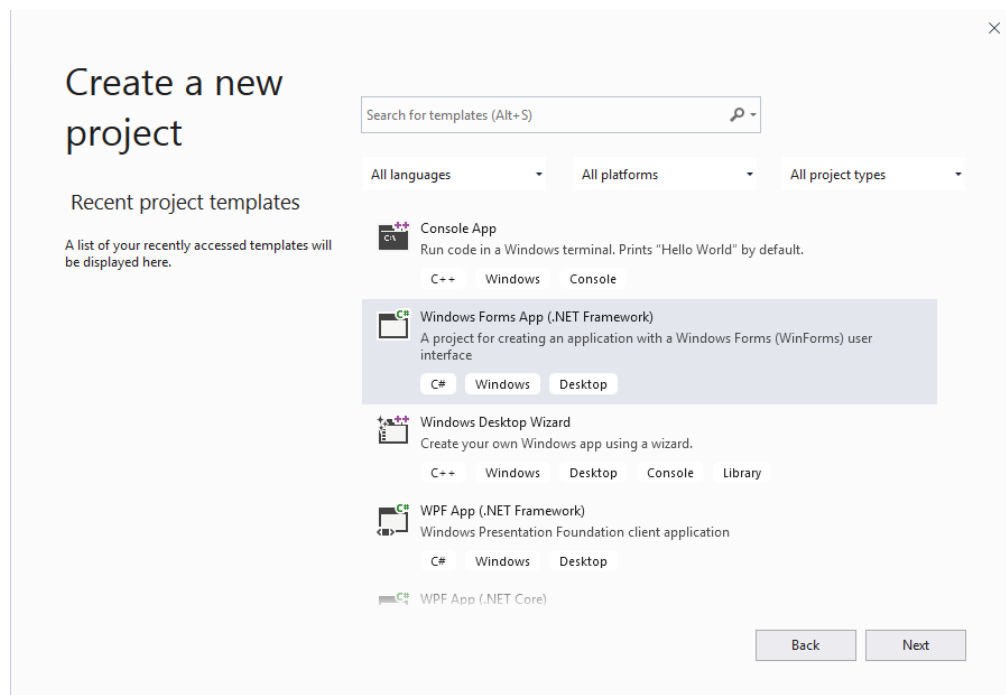 Create a new
project
Recent project templates
A list of your recently accessed templates will
be displayed here.
Search for templates (Alt+S)
All languages
All platforms
All project types
C:\
Console App
Run code in a Windows terminal. Prints "Hello World" by default.
C++ Windows Console
C#
Windows Forms App (.NET Framework)
A project for creating an application with a Windows Forms (WinForms) user
interface
C# Windows Desktop
Windows Desktop Wizard
Create your own Windows app using a wizard.
C++ Windows Desktop Console Library
C#
WPF App (.NET Framework)
Windows Presentation Foundation client application
C# Windows Desktop
C#
WPF App (.NET Core)
Back
Next